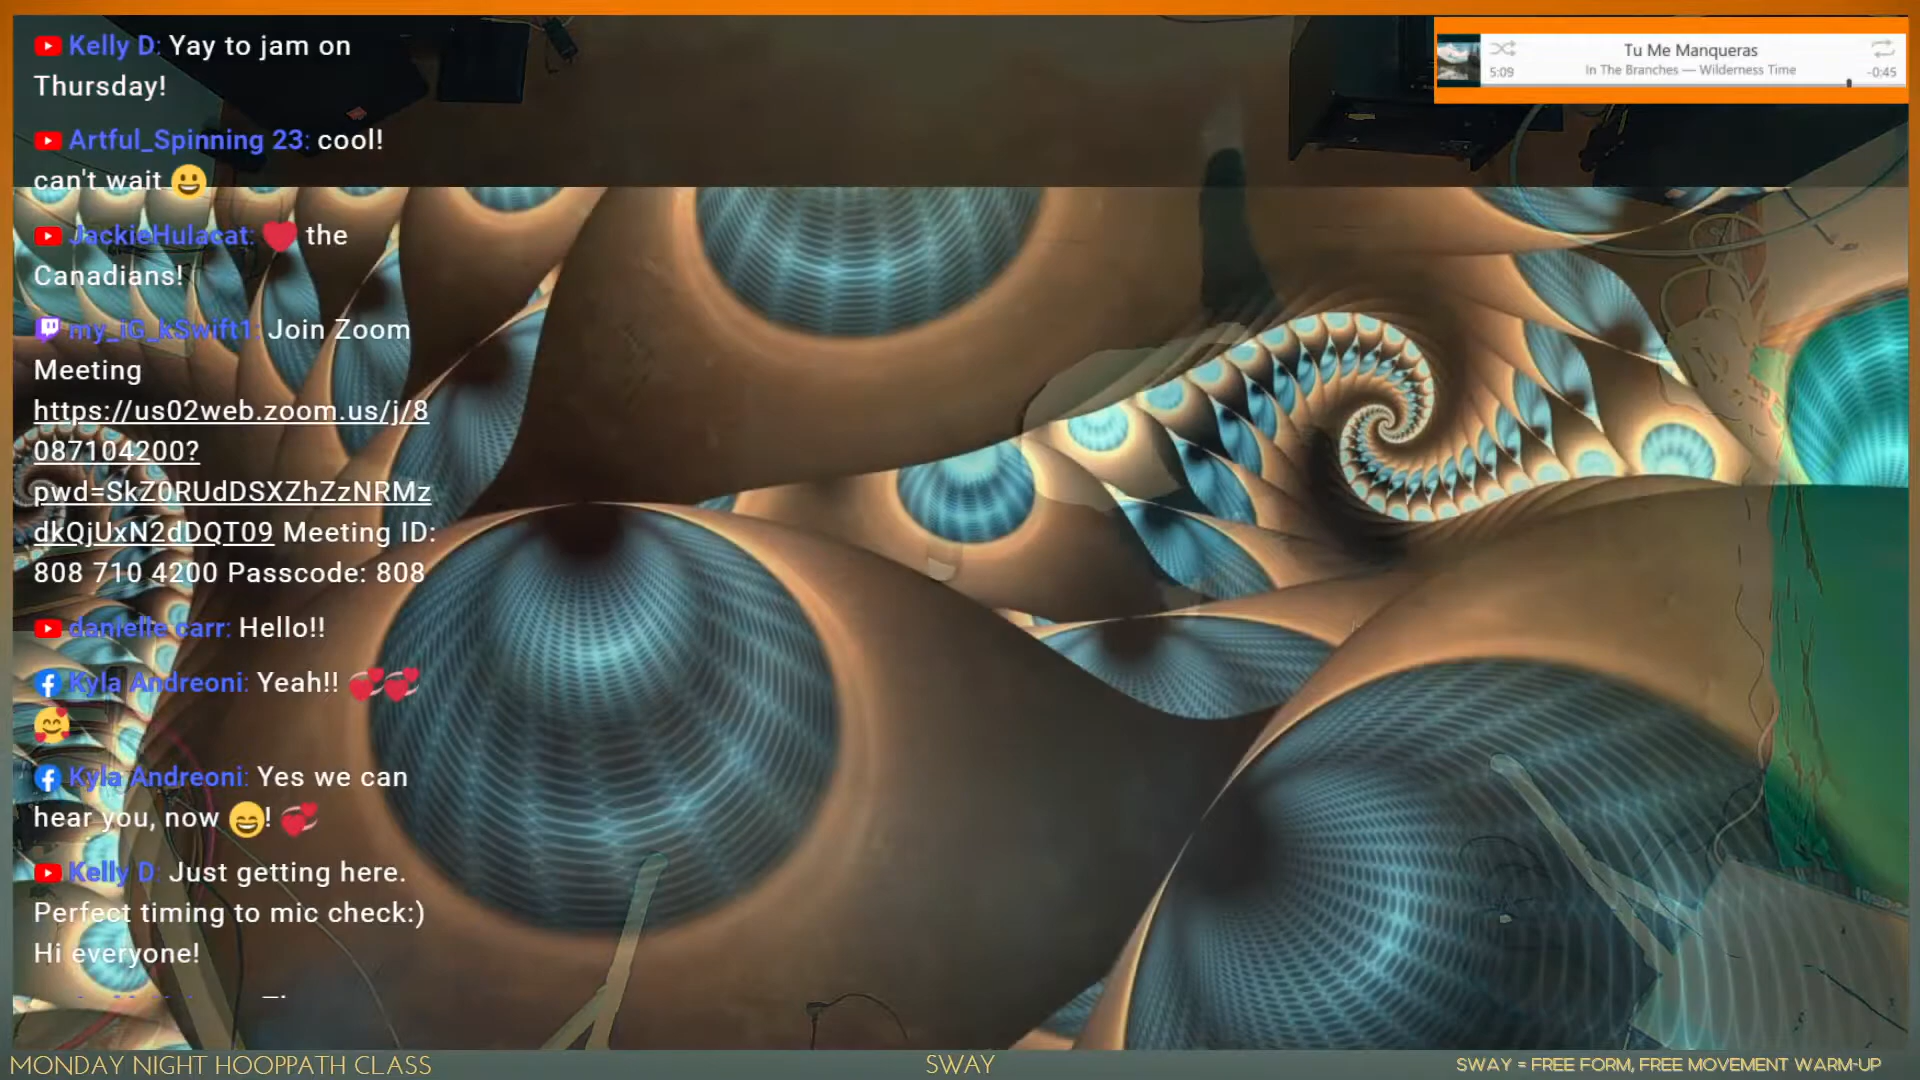 Kelly D: Yay to jam on
Thursday!
Artful_Spinning 23: cool!
can't wait 😃
JackieHulacat: ❤️ the
Canadians!
my_iG_kSwift1: Join Zoom
Meeting
https://us02web.zoom.us/j/8
087104200?
pwd=SkZ0RUdDSXZhZzNRMz
dkQjUxN2dDQT09 Meeting ID:
808 710 4200 Passcode: 808
danielle carr: Hello!!
Kyla Andreoni: Yeah!! 💞💞
🥰
Kyla Andreoni: Yes we can
hear you, now 😄! 💞
Kelly D: Just getting here.
Perfect timing to mic check:)
Hi everyone!
Tu Me Manqueras
In The Branches — Wilderness Time
5:09
-0:45
MONDAY NIGHT HOOPPATH CLASS
SWAY
SWAY = FREE FORM, FREE MOVEMENT WARM-UP